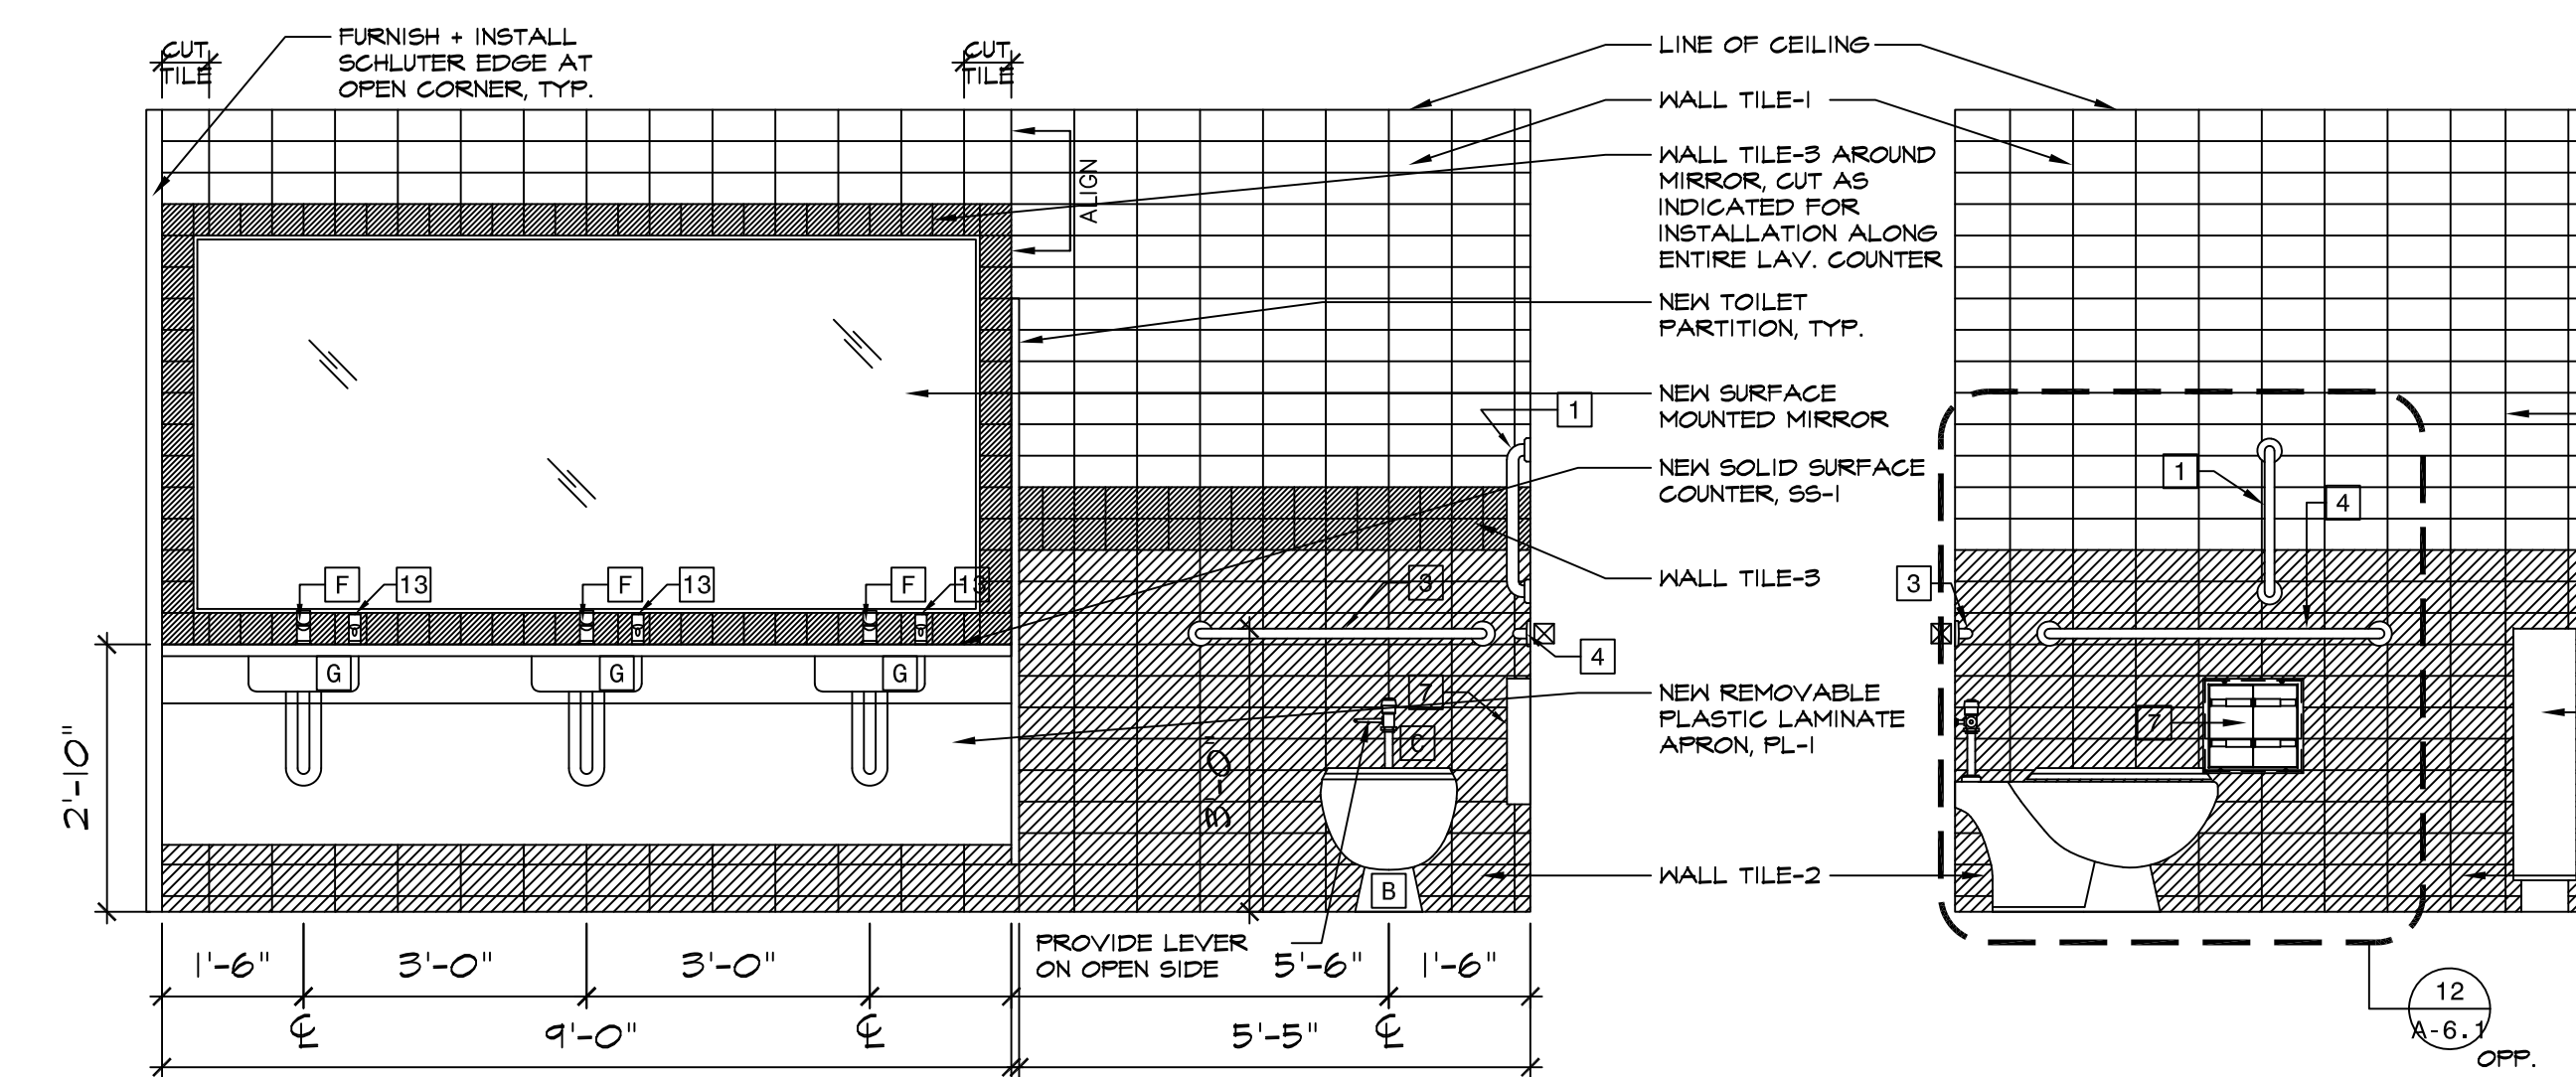 CUT
TILE
FURNISH + INSTALL
SCHLUTER EDGE AT
OPEN CORNER, TYP.
CUT
TILE
ALIGN
LINE OF CEILING
WALL TILE-1
WALL TILE-3 AROUND
MIRROR, CUT AS
INDICATED FOR
INSTALLATION ALONG
ENTIRE LAV. COUNTER
NEW TOILET
PARTITION, TYP.
NEW SURFACE
MOUNTED MIRROR
NEW SOLID SURFACE
COUNTER, SS-1
WALL TILE-3
NEW REMOVABLE
PLASTIC LAMINATE
APRON, PL-1
WALL TILE-2
1
1
4
3
F
13
F
13
F
13
3
4
G
G
G
7
C
7
B
2'-10"
3'-0"
PROVIDE LEVER
ON OPEN SIDE
1'-6"
3'-0"
3'-0"
5'-6"
1'-6"
℄
9'-0"
℄
5'-5"
℄
12
A-6.1
OPP.